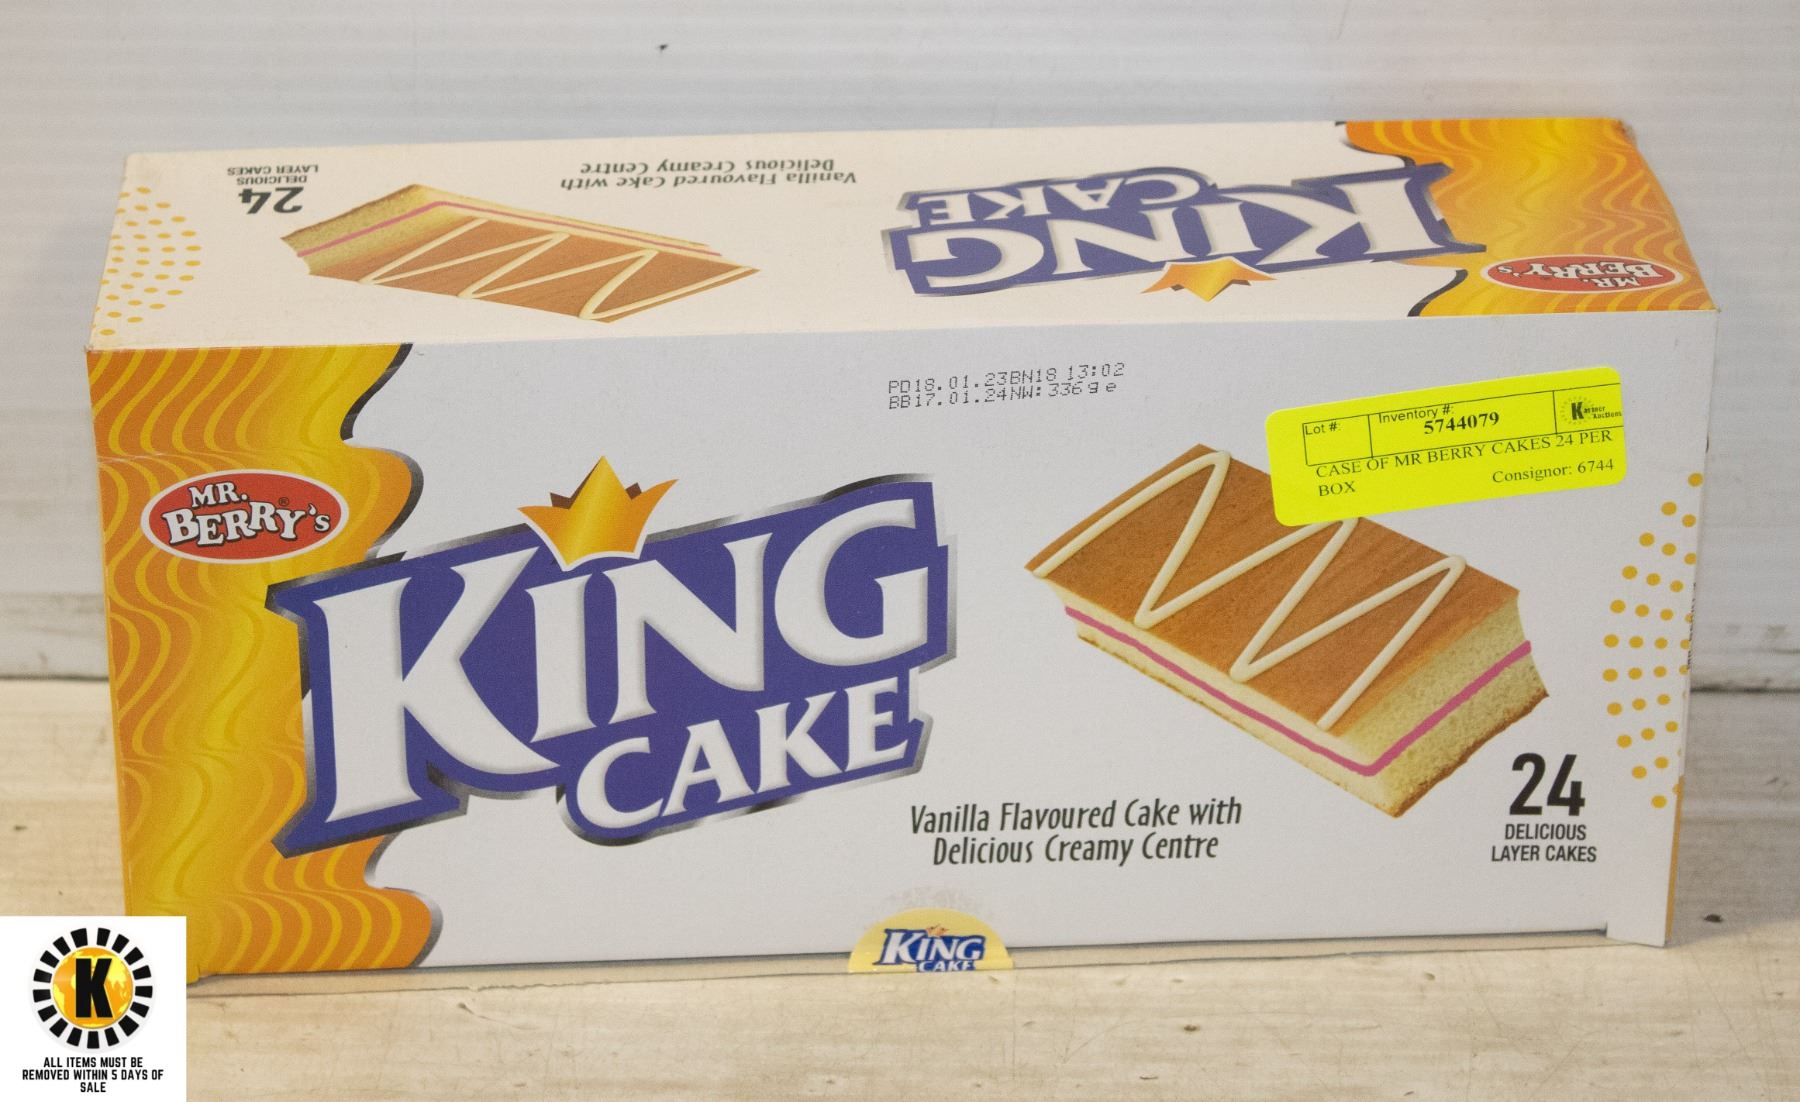 24
DELICIOUS
LAYER CAKES
Vanilla Flavoured Cake with
Delicious Creamy Centre
KING
CAKE
MR.
BERRY's
PD18.01.23BN18 13:02
BB17.01.24NW: 336 g e
Lot #:
Inventory #:
5744079
Kastner
Auctions
CASE OF MR BERRY CAKES 24 PER
BOX
Consignor: 6744
MR.
BERRY's®
KING
CAKE
Vanilla Flavoured Cake with
Delicious Creamy Centre
24
DELICIOUS
LAYER CAKES
KING
CAKE
K
ALL ITEMS MUST BE
REMOVED WITHIN 5 DAYS OF
SALE